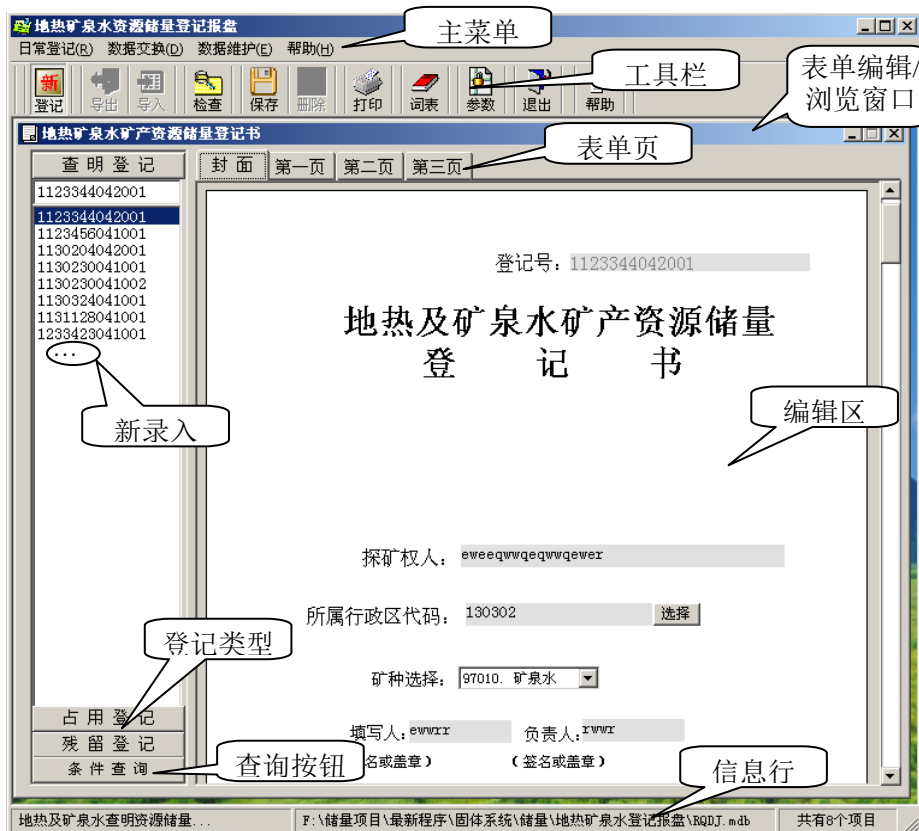 地热矿泉水资源储量登记报盘
主菜单
日常登记(R) 数据交换(D) 数据维护(E) 帮助(H)
工具栏
表单编辑/
浏览窗口
新
登记 导出 导入 检查 保存 删除 打印 词表 参数 退出 帮助
地热矿泉水矿产资源储量登记书
表单页
查明登记
封面 第一页 第二页 第三页
1123344042001
1123344042001
1123456041001
1130204042001
1130230041001
1130230041002
1130324041001
1131128041001
1233423041001
...
新录入
登记号: 1123344042001
地热及矿泉水矿产资源储量
登 记 书
编辑区
探矿权人: eweeqwwqeqwwqewer
所属行政区代码: 130302 选择
登记类型
矿种选择: 97010. 矿泉水
占用登记
残留登记
条件查询
查询按钮
填写人: ewwrr 负责人: rwwr
名或盖章) (签名或盖章)
信息行
地热及矿泉水查明资源储量... F:\储量项目\最新程序\固体系统\储量\地热矿泉水登记报盘\RQDJ.mdb 共有8个项目